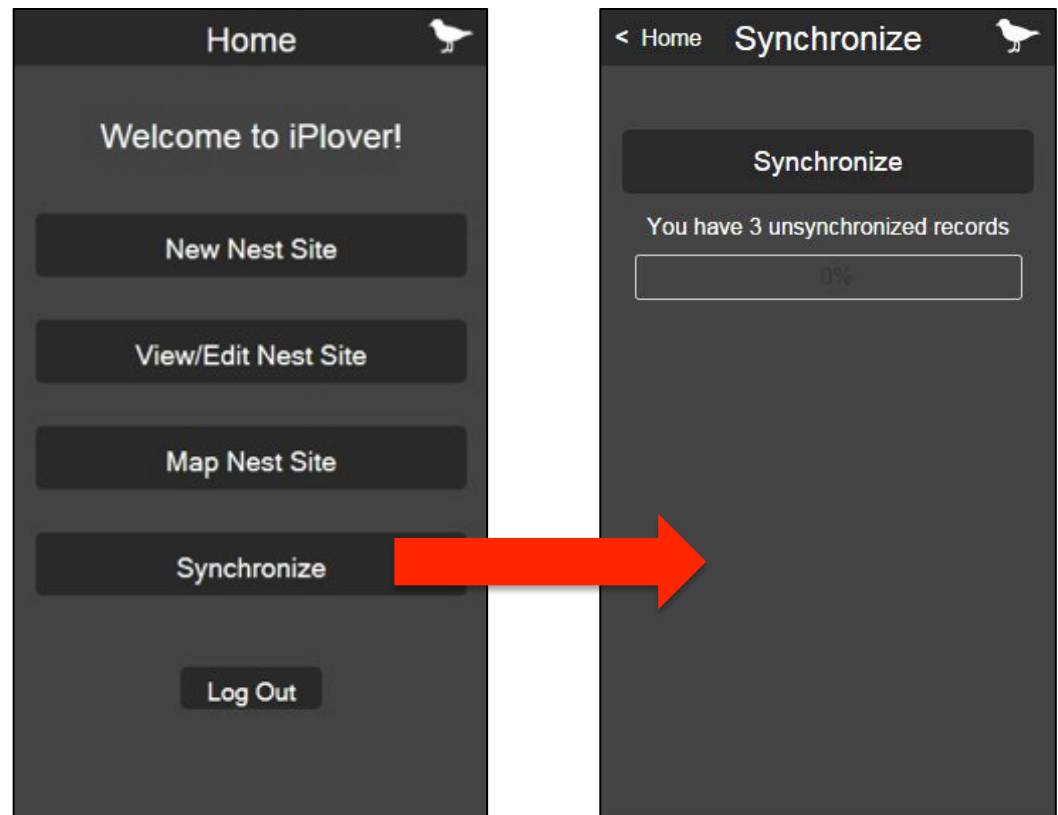 Home
Welcome to iPlover!
New Nest Site
View/Edit Nest Site
Map Nest Site
Synchronize
Log Out
< Home Synchronize
Synchronize
You have 3 unsynchronized records
0%